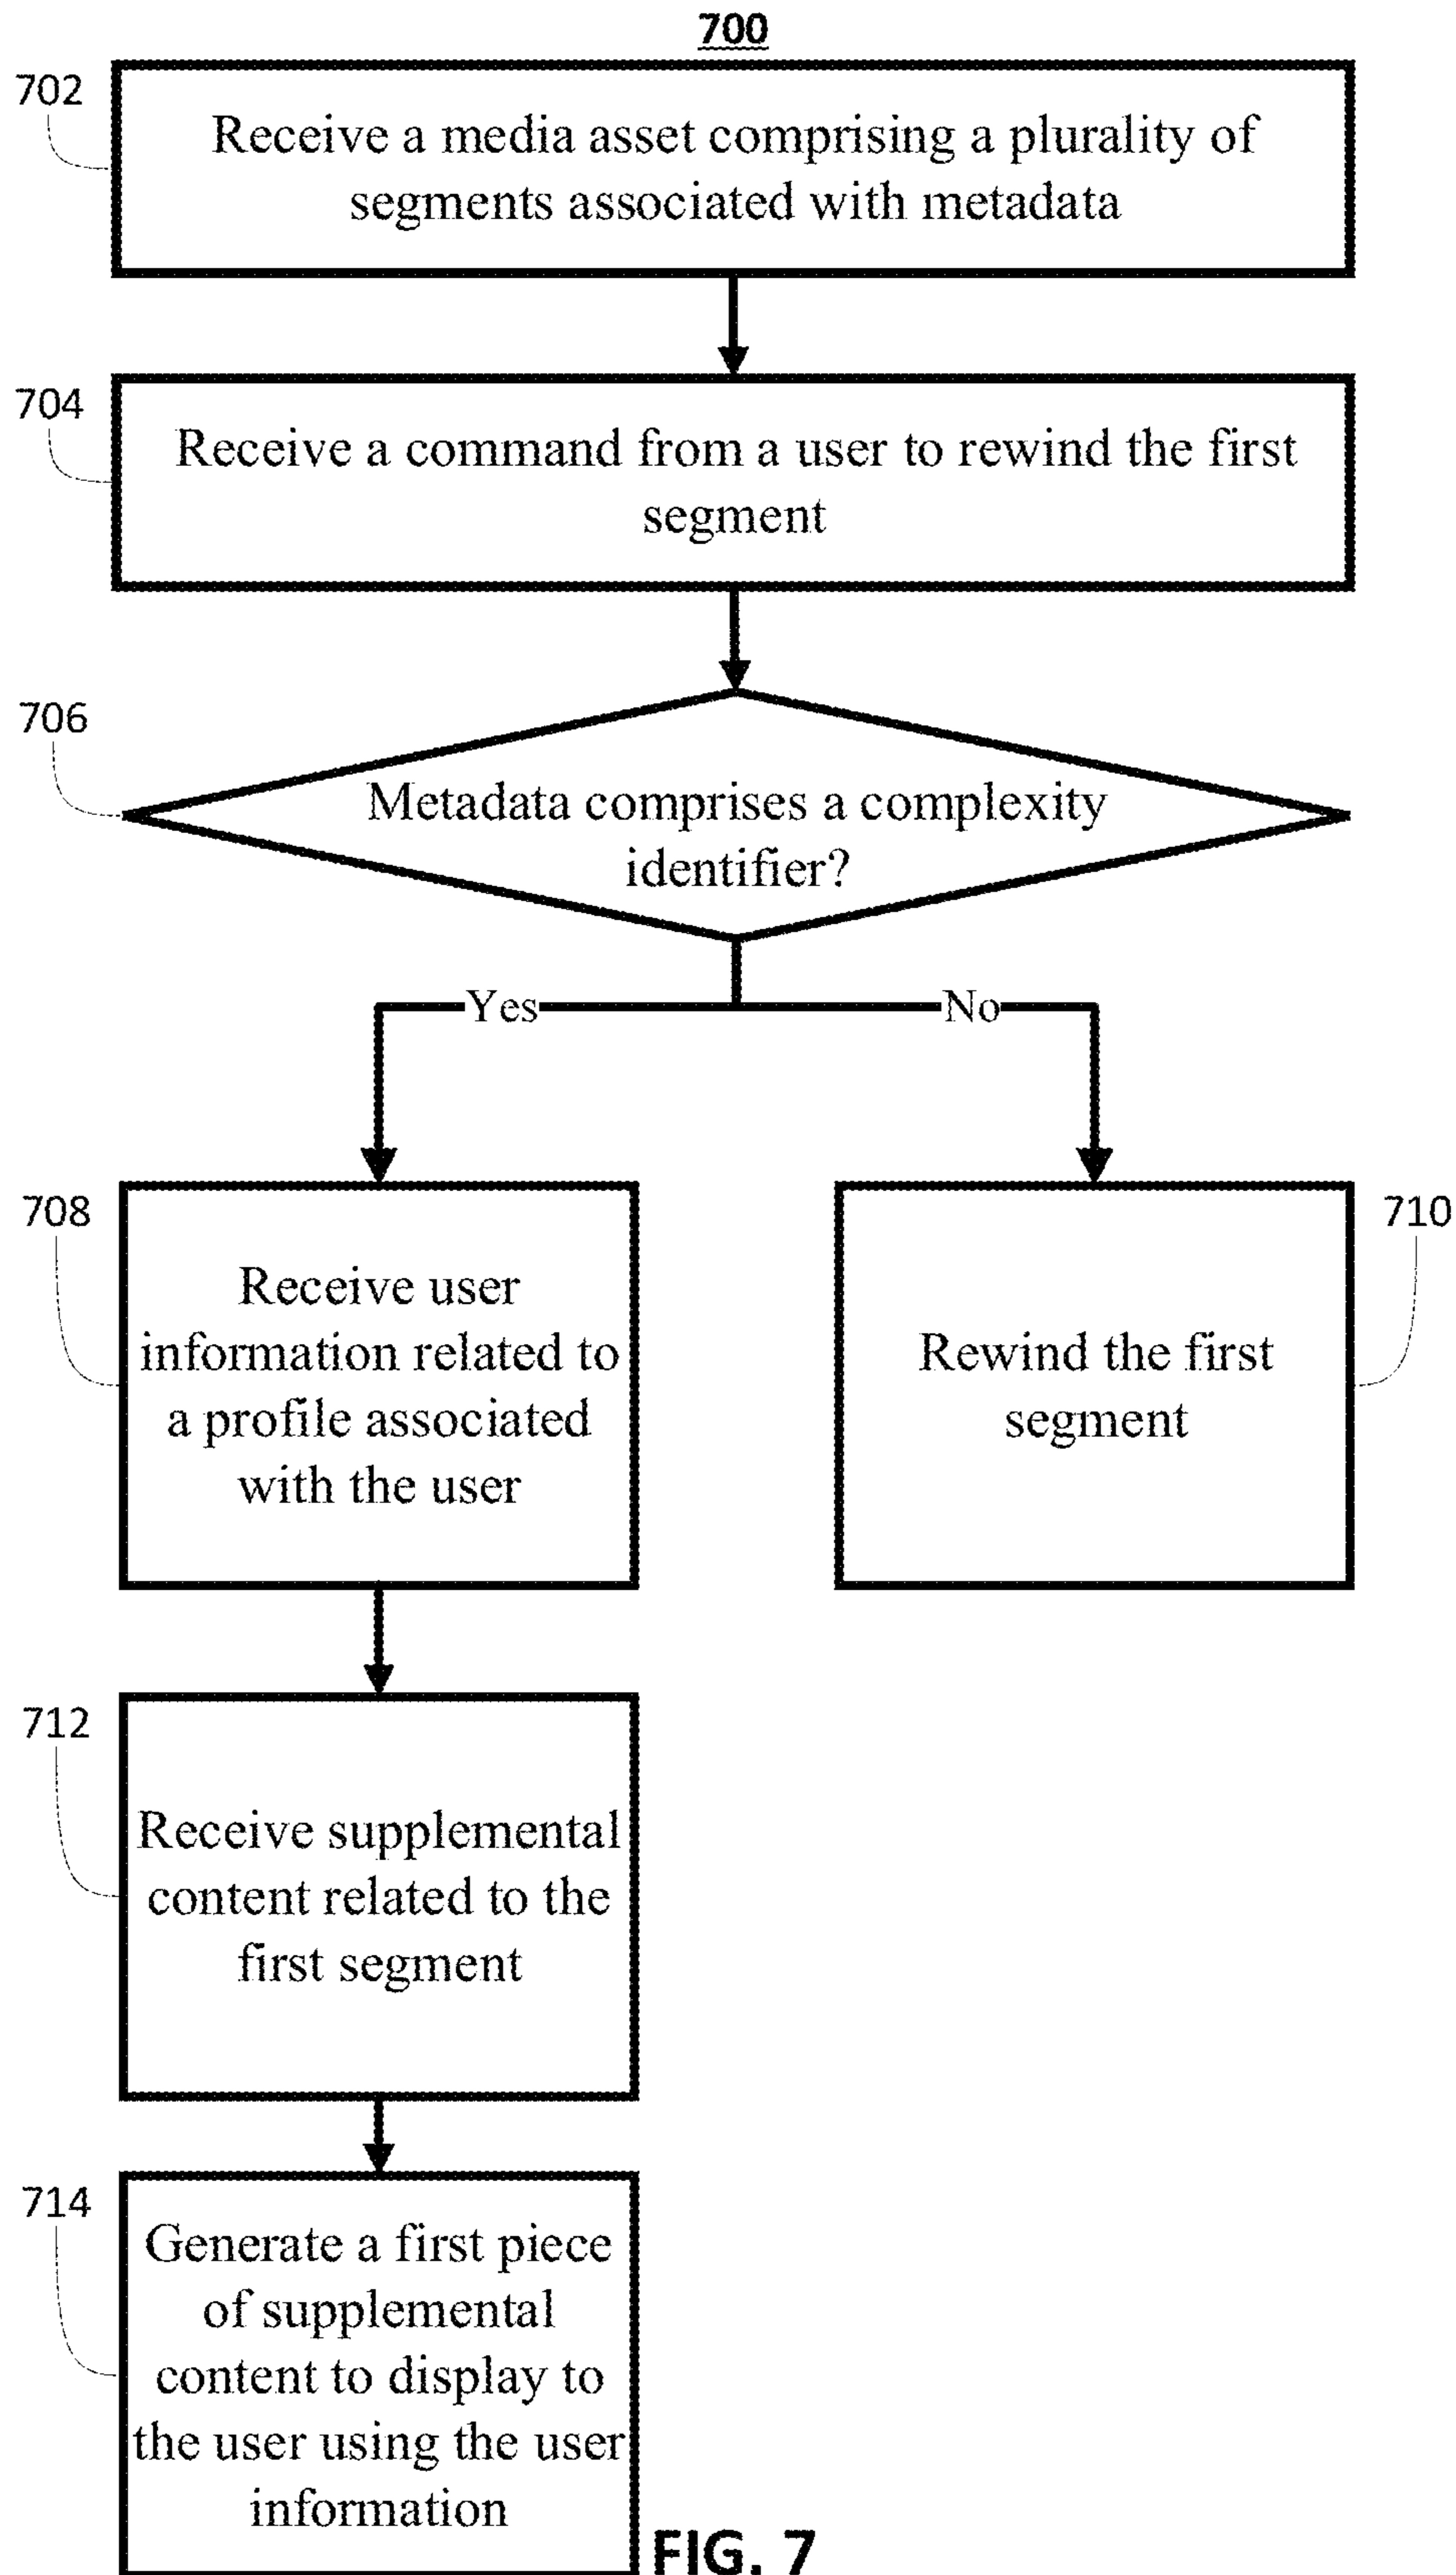 700
702
Receive a media asset comprising a plurality of
segments associated with metadata
704
Receive a command from a user to rewind the first
segment
706
Metadata comprises a complexity
identifier?
Yes
No
708
Receive user
information related to
a profile associated
with the user
710
Rewind the first
segment
712
Receive supplemental
content related to the
first segment
714
Generate a first piece
of supplemental
content to display to
the user using the user
information
FIG. 7